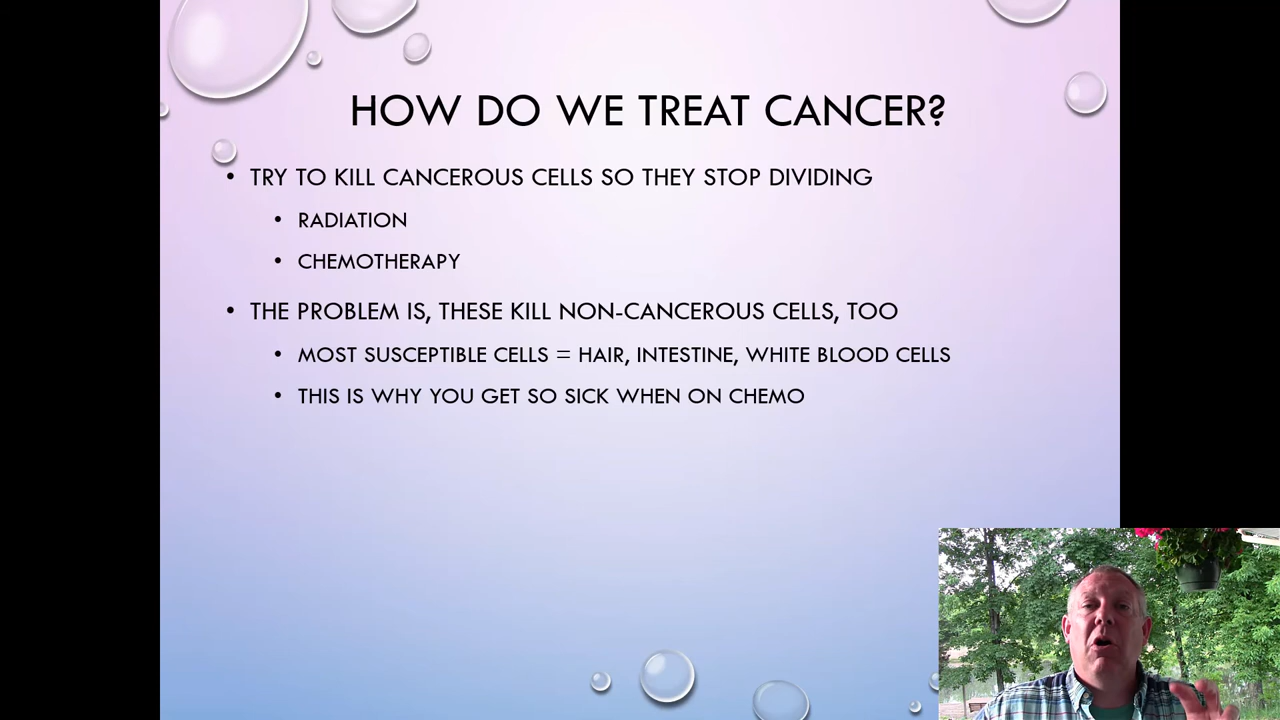 HOW DO WE TREAT CANCER?
• TRY TO KILL CANCEROUS CELLS SO THEY STOP DIVIDING
• RADIATION
• CHEMOTHERAPY
• THE PROBLEM IS, THESE KILL NON-CANCEROUS CELLS, TOO
• MOST SUSCEPTIBLE CELLS = HAIR, INTESTINE, WHITE BLOOD CELLS
• THIS IS WHY YOU GET SO SICK WHEN ON CHEMO